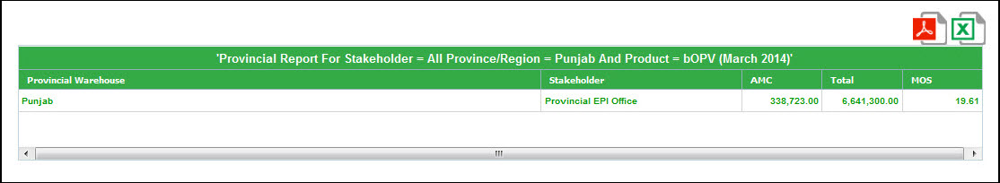 'Provincial Report For Stakeholder = All Province/Region = Punjab And Product = bOPV (March 2014)'
Provincial Warehouse Stakeholder AMC Total MOS
Punjab Provincial EPI Office 338,723.00 6,641,300.00 19.61